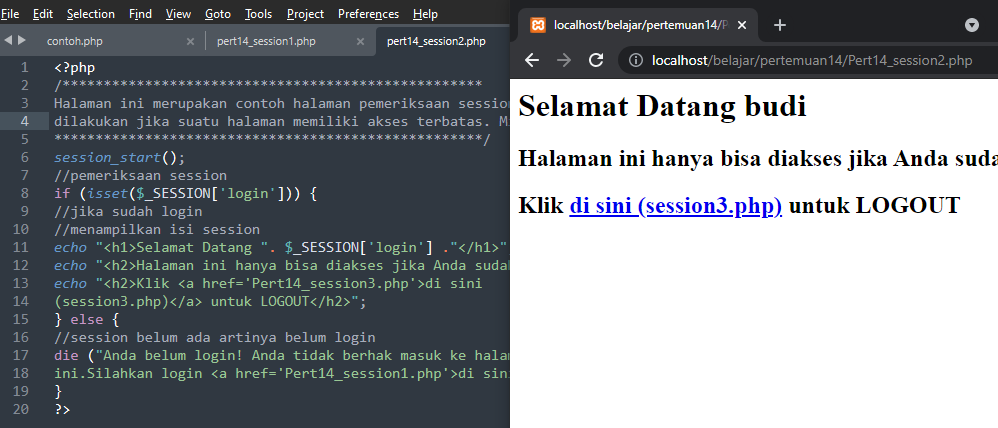 File Edit Selection Find View Goto Tools Project Preferences Help
contoh.php
pert14_session1.php
pert14_session2.php
1 <?php
2 /****************************************************
3 Halaman ini merupakan contoh halaman pemeriksaan session
4 dilakukan jika suatu halaman memiliki akses terbatas.
5 *****************************************************/
6 session_start();
7 //pemeriksaan session
8 if (isset($_SESSION['login'])) {
9 //jika sudah login
10 //menampilkan isi session
11 echo "<h1>Selamat Datang ". $_SESSION['login'] ."</h1>"
12 echo "<h2>Halaman ini hanya bisa diakses jika Anda sudah
13 echo "<h2>Klik <a href='Pert14_session3.php'>di sini
14 (session3.php)</a> untuk LOGOUT</h2>";
15 } else {
16 //session belum ada artinya belum login
17 die ("Anda belum login! Anda tidak berhak masuk ke halam
18 ini.Silahkan login <a href='Pert14_session1.php'>di sini
19 }
20 ?>
localhost/belajar/pertemuan14/P
localhost/belajar/pertemuan14/Pert14_session2.php
Selamat Datang budi
Halaman ini hanya bisa diakses jika Anda suda
Klik di sini (session3.php) untuk LOGOUT